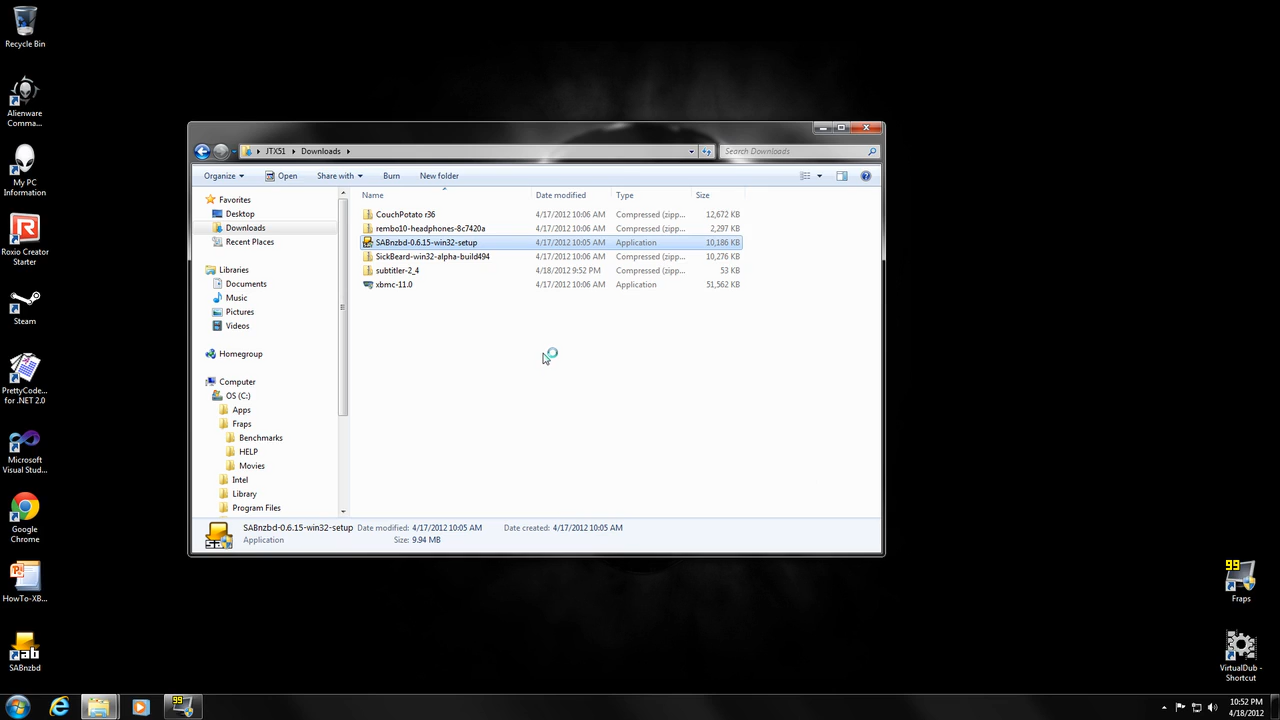 Recycle Bin
Alienware
Comma...
My PC
Information
Roxio Creator
Starter
Steam
PrettyCode...
for .NET 2.0
Microsoft
Visual Stud...
Google
Chrome
HowTo-XB...
SABnzbd
JTX51 Downloads
Search Downloads
Organize Open Share with Burn New folder
Favorites
Desktop
Downloads
Recent Places
Libraries
Documents
Music
Pictures
Videos
Homegroup
Computer
OS (C:)
Apps
Fraps
Benchmarks
HELP
Movies
Intel
Library
Program Files
Name Date modified Type Size
CouchPotato r36 4/17/2012 10:06 AM Compressed (zipp... 12,672 KB
rembo10-headphones-8c7420a 4/17/2012 10:06 AM Compressed (zipp... 2,297 KB
SABnzbd-0.6.15-win32-setup 4/17/2012 10:05 AM Application 10,186 KB
SickBeard-win32-alpha-build494 4/17/2012 10:06 AM Compressed (zipp... 10,276 KB
subtitler-2_4 4/18/2012 9:52 PM Compressed (zipp... 53 KB
xbmc-11.0 4/17/2012 10:06 AM Application 51,562 KB
SABnzbd-0.6.15-win32-setup Date modified: 4/17/2012 10:05 AM Date created: 4/17/2012 10:05 AM
Application Size: 9.94 MB
99
Fraps
VirtualDub -
Shortcut
99
10:52 PM
4/18/2012